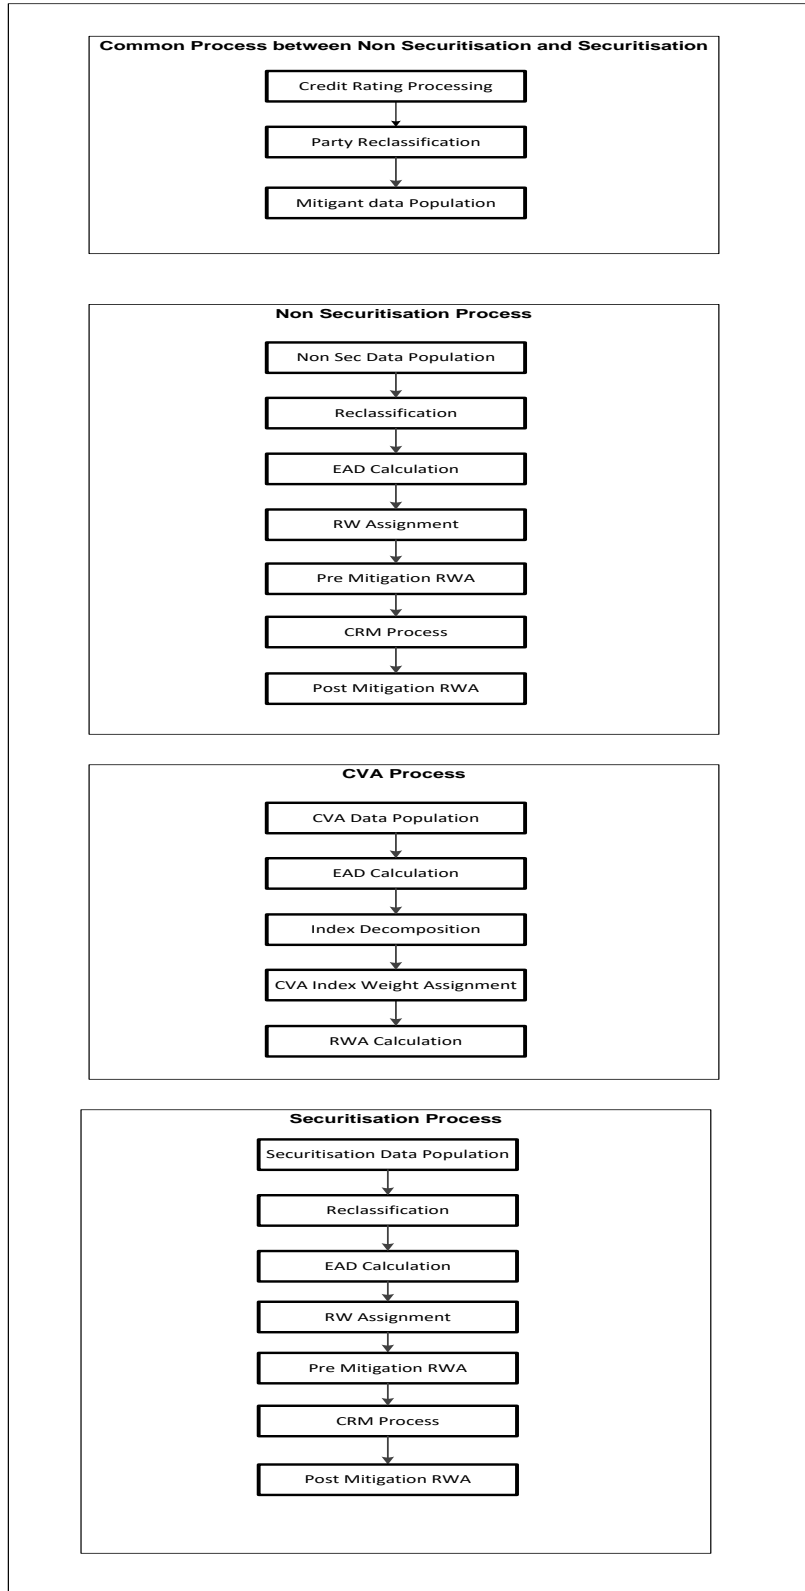 Common Process between Non Securitisation and Securitisation
Credit Rating Processing
Party Reclassification
Mitigant data Population
Non Securitisation Process
Non Sec Data Population
Reclassification
EAD Calculation
RW Assignment
Pre Mitigation RWA
CRM Process
Post Mitigation RWA
CVA Process
CVA Data Population
EAD Calculation
Index Decomposition
CVA Index Weight Assignment
RWA Calculation
Securitisation Process
Securitisation Data Population
Reclassification
EAD Calculation
RW Assignment
Pre Mitigation RWA
CRM Process
Post Mitigation RWA